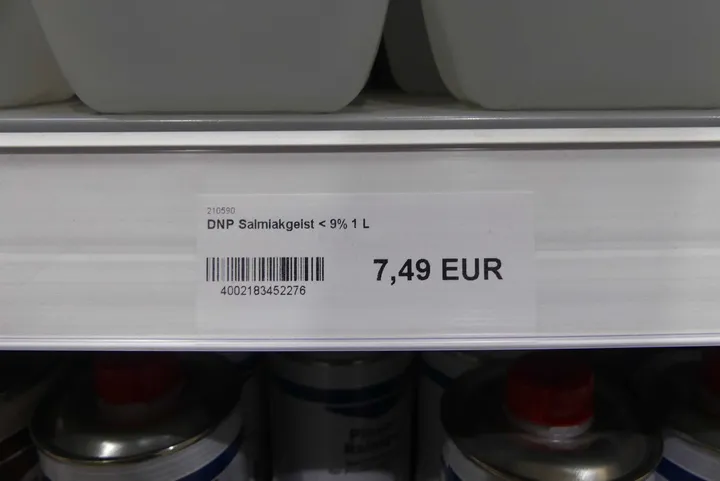 210590
DNP Salmiakgeist < 9% 1 L
7,49 EUR
4002183452276